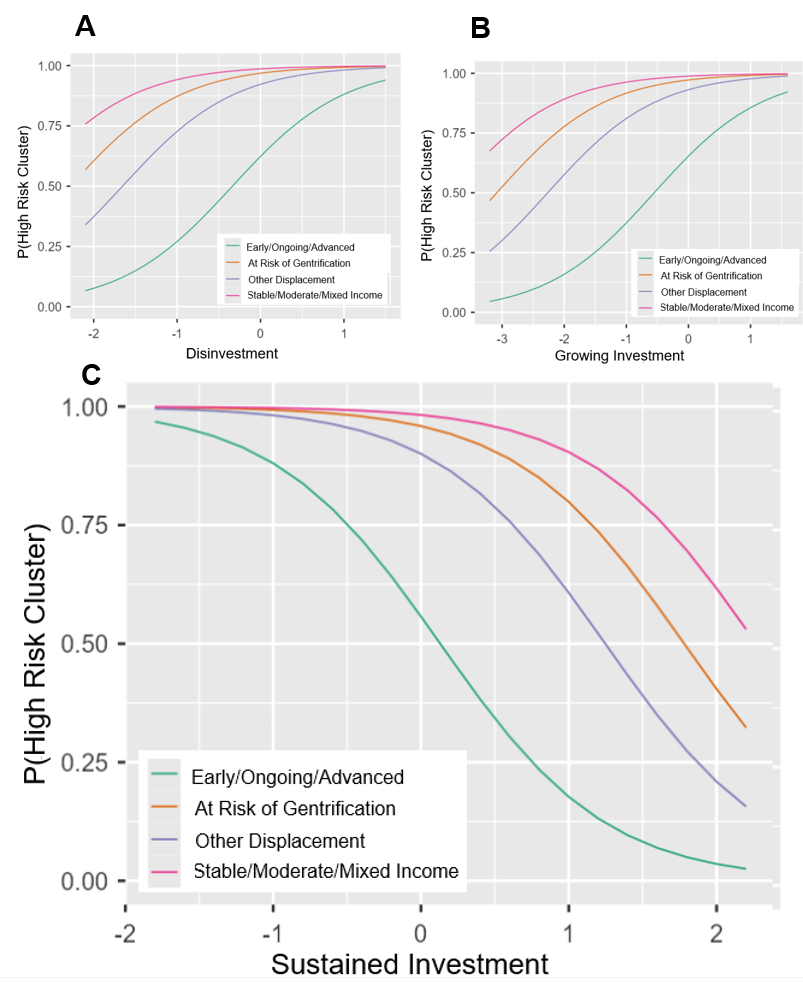 A
P(High Risk Cluster)
1.00
0.75
0.50
0.25
0.00
Early/Ongoing/Advanced
At Risk of Gentrification
Other Displacement
Stable/Moderate/Mixed Income
-2 -1 0 1
Disinvestment
B
P(High Risk Cluster)
1.00
0.75
0.50
0.25
0.00
Early/Ongoing/Advanced
At Risk of Gentrification
Other Displacement
Stable/Moderate/Mixed Income
-3 -2 -1 0 1
Growing Investment
C
P(High Risk Cluster)
1.00
0.75
0.50
0.25
0.00
Early/Ongoing/Advanced
At Risk of Gentrification
Other Displacement
Stable/Moderate/Mixed Income
-2 -1 0 1 2
Sustained Investment